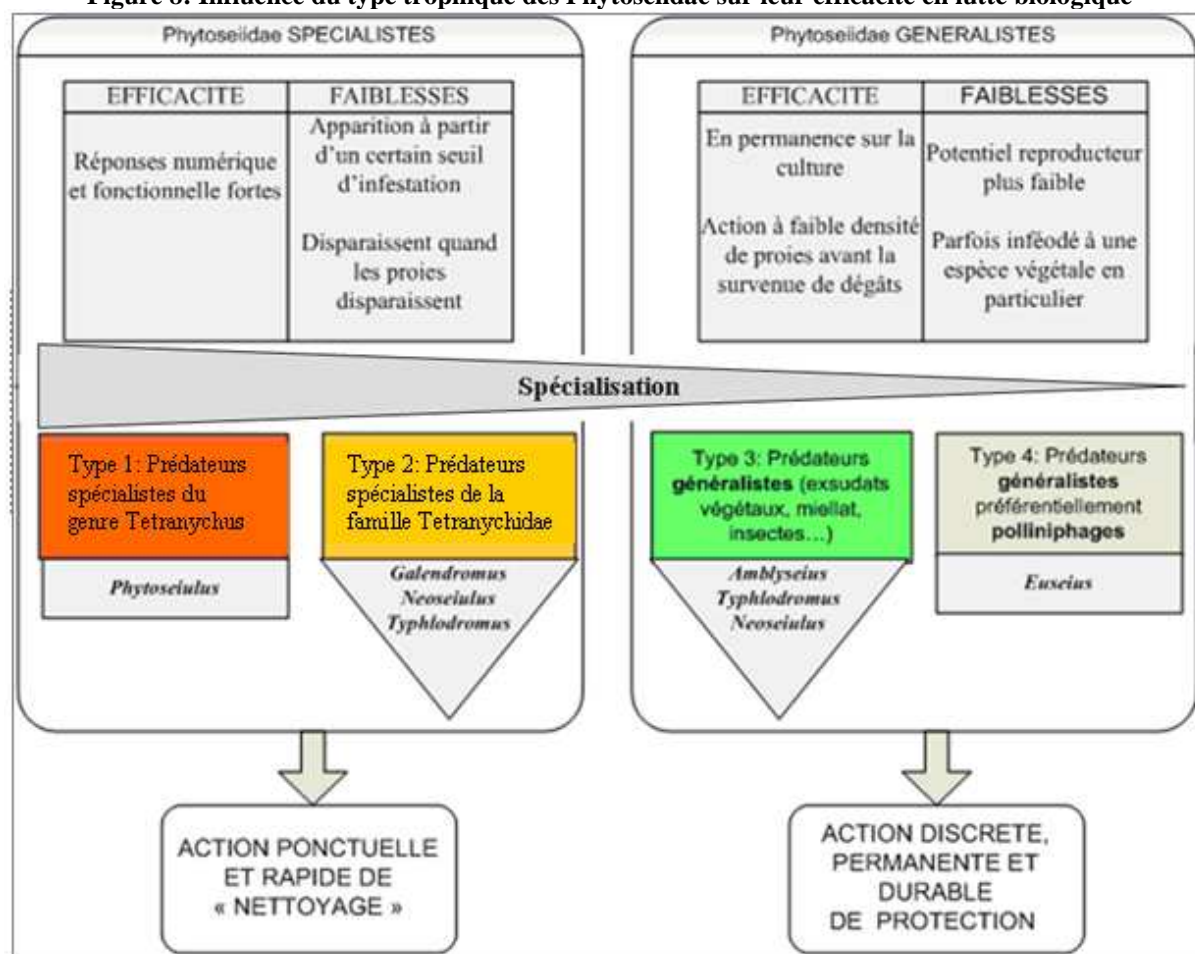 Figure : Influence du type trophique des Phytoseiidae sur leur efficacité en lutte biologique
Phytoseiidae SPECIALISTES
EFFICACITE
Réponses numérique
et fonctionnelle fortes
FAIBLESSES
Apparition à partir
d'un certain seuil
d'infestation
Disparaissent quand
les proies
disparaissent
Phytoseiidae GENERALISTES
EFFICACITE
En permanence sur la
culture
Action à faible densité
de proies avant la
survenue de dégâts
FAIBLESSES
Potentiel reproducteur
plus faible
Parfois inféodé à une
espèce végétale en
particulier
Spécialisation
Type 1: Prédateurs
spécialistes du
genre Tetranychus
Phytoseiulus
Type 2: Prédateurs
spécialistes de la
famille Tetranychidae
Galendromus
Neoseiulus
Typhlodromus
Type 3: Prédateurs
généralistes (exsudats
végétaux, miellat,
insectes…)
Amblyseius
Typhlodromus
Neoseiulus
Type 4: Prédateurs
généralistes
préférentiellement
polliniphages
Euseius
ACTION PONCTUELLE
ET RAPIDE DE
« NETTOYAGE »
ACTION DISCRETE,
PERMANENTE ET
DURABLE
DE PROTECTION